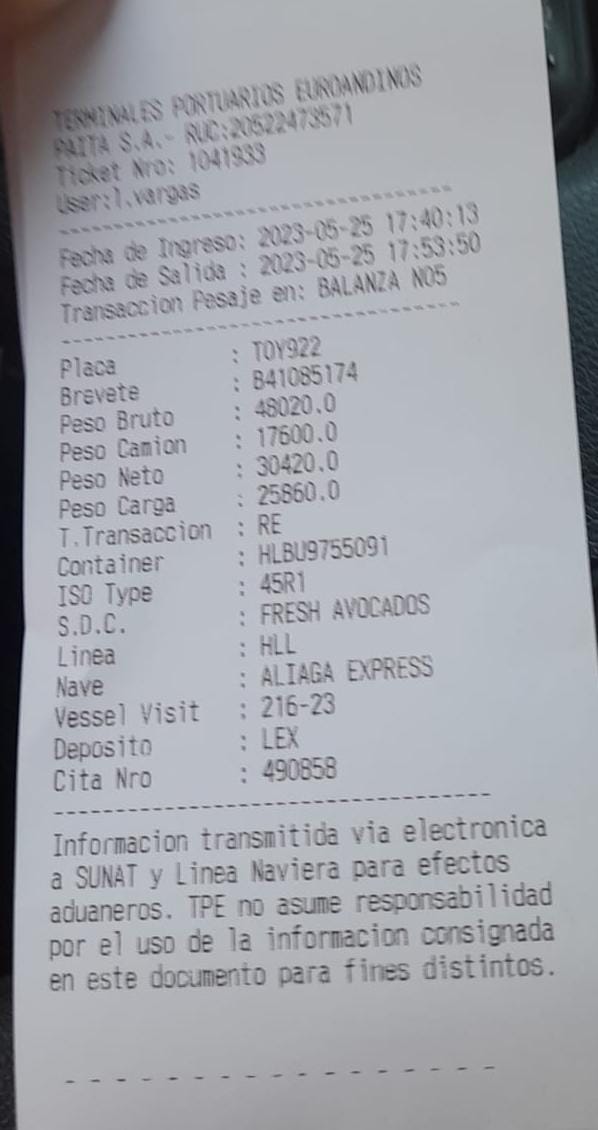 TERMINALES PORTUARIOS EUROANDINOS
PAITA S.A.- RUC:20522473571
Ticket Nro: 1041933
User:l.vargas
--------------------------------
Fecha de Ingreso: 2023-05-25 17:40:13
Fecha de Salida : 2023-05-25 17:53:50
Transaccion Pesaje en: BALANZA NO5
--------------------------------
Placa : TOY922
Brevete : B41085174
Peso Bruto : 48020.0
Peso Camion : 17600.0
Peso Neto : 30420.0
Peso Carga : 25860.0
T.Transaccion : RE
Container : HLBU9755091
ISO Type : 45R1
S.D.C. : FRESH AVOCADOS
Linea : HLL
Nave : ALIAGA EXPRESS
Vessel Visit : 216-23
Deposito : LEX
Cita Nro : 490858
--------------------------------
Informacion transmitida via electronica
a SUNAT y Linea Naviera para efectos
aduaneros. TPE no asume responsabilidad
por el uso de la informacion consignada
en este documento para fines distintos.
- - - - - - - - - - - - - - - - -